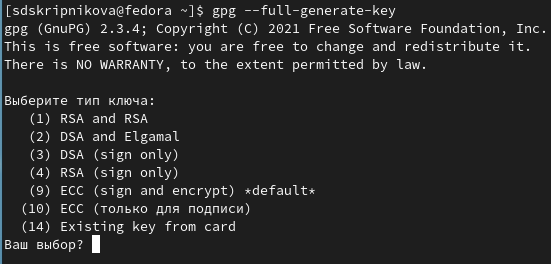 [sdskripnikova@fedora ~]$ gpg --full-generate-key
gpg (GnuPG) 2.3.4; Copyright (C) 2021 Free Software Foundation, Inc.
This is free software: you are free to change and redistribute it.
There is NO WARRANTY, to the extent permitted by law.
Выберите тип ключа:
(1) RSA and RSA
(2) DSA and Elgamal
(3) DSA (sign only)
(4) RSA (sign only)
(9) ECC (sign and encrypt) *default*
(10) ECC (только для подписи)
(14) Existing key from card
Ваш выбор?